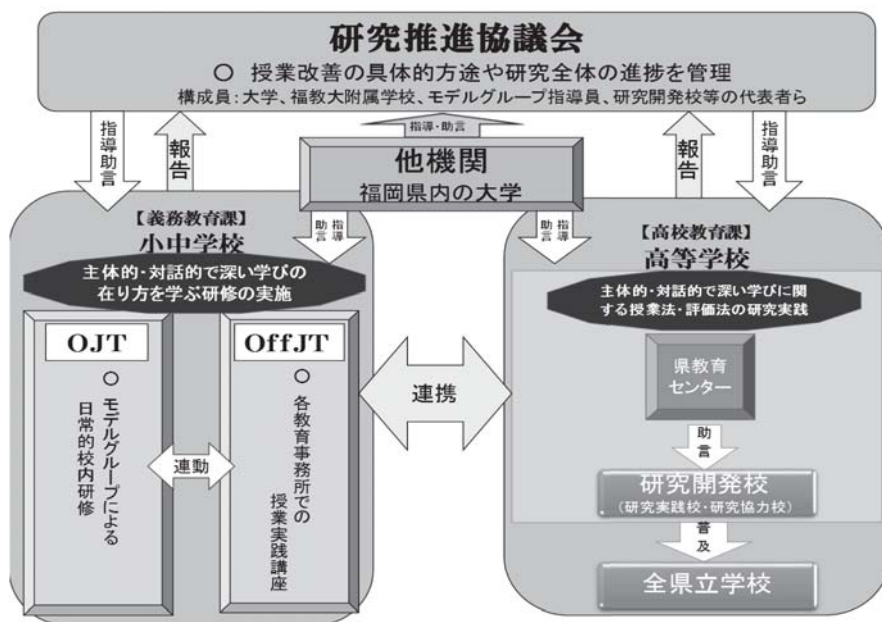 研究推進協議会
○ 授業改善の具体的方途や研究全体の進捗を管理
構成員:大学、福教大附属学校、モデルグループ指導員、研究開発校等の代表者ら
指導助言
報告
指導・助言
他機関
福岡県内の大学
報告
指導助言
指導
助言
指導
助言
【義務教育課】
小中学校
主体的・対話的で深い学びの
在り方を学ぶ研修の実施
OJT
○ モデルグループによる
日常的校内研修
連動
OffJT
○ 各教育事務所での
授業実践講座
連携
【高校教育課】
高等学校
主体的・対話的で深い学びに関
する授業法・評価法の研究実践
県教育
センター
助言
研究開発校
(研究実践校・研究協力校)
普及
全県立学校